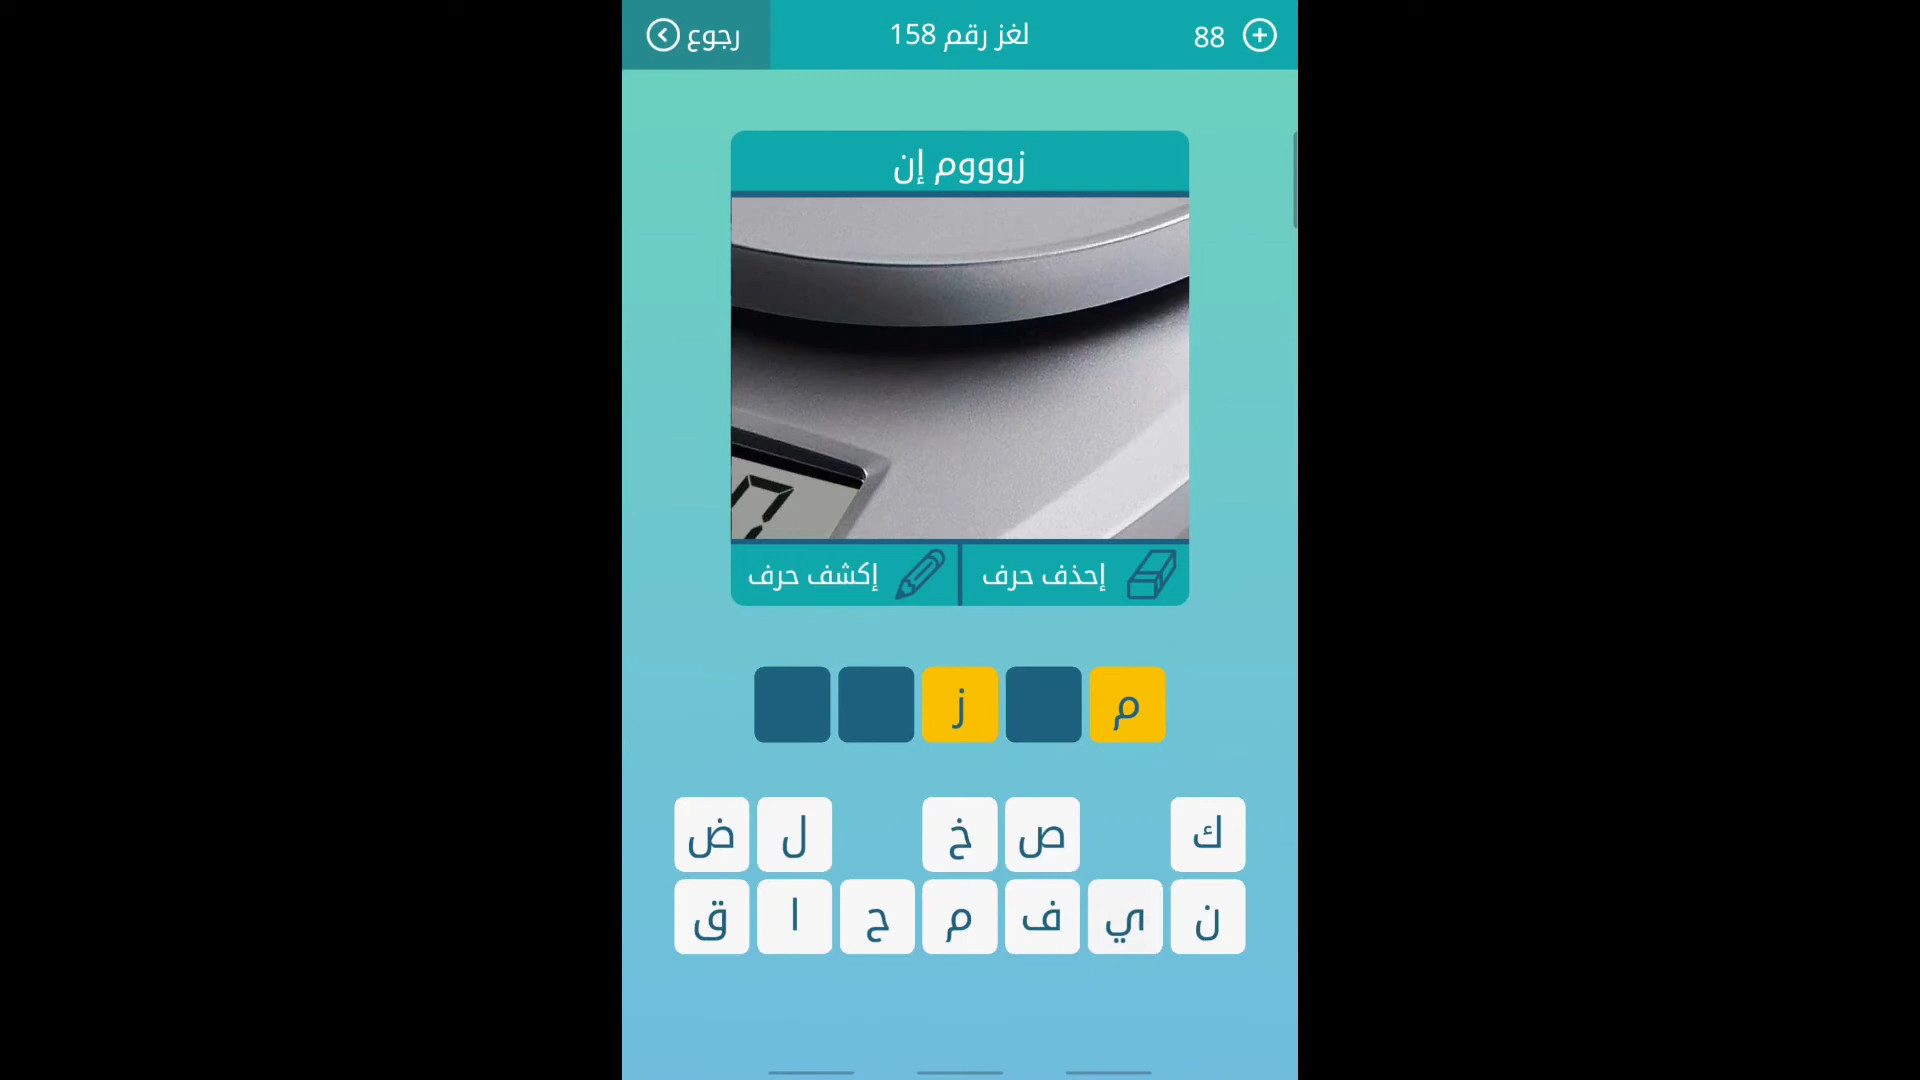 رجوع لغز رقم 158 88
زوووم إن
إحذف حرف إكشف حرف
م ز
ك ص خ ل ض
ن ي ف م ح ا ق